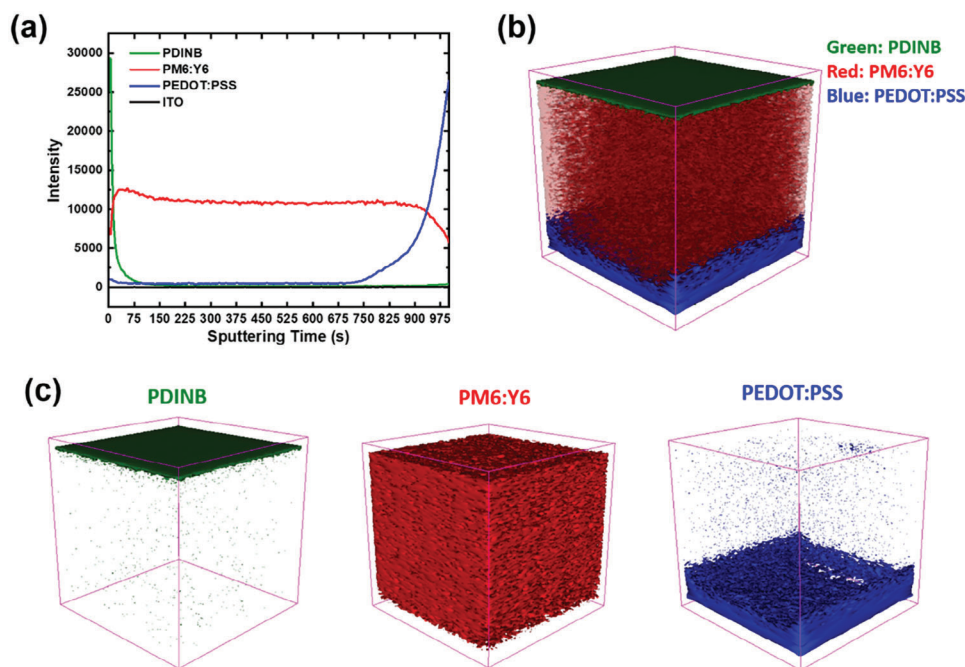 (a)
PDINB
PM6:Y6
PEDOT:PSS
ITO
30000
25000
20000
15000
10000
5000
0
Intensity
0 75 150 225 300 375 450 525 600 675 750 825 900 975
Sputtering Time (s)
(b)
Green: PDINB
Red: PM6:Y6
Blue: PEDOT:PSS
(c)
PDINB
PM6:Y6
PEDOT:PSS